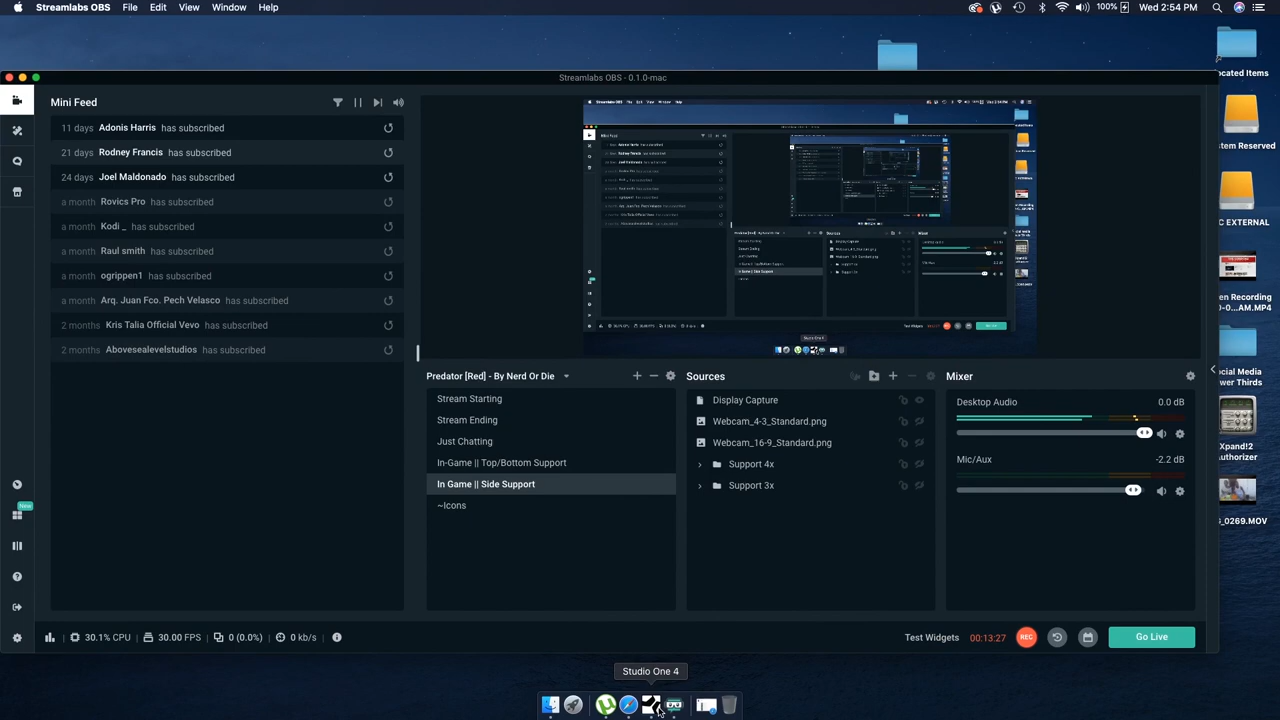 Streamlabs OBS File Edit View Window Help
100% Wed 2:54 PM
ocated Items
Streamlabs OBS - 0.1.0-mac
Mini Feed
11 days Adonis Harris has subscribed
21 days Rodney Francis has subscribed
24 days Joel Maldonado has subscribed
a month Rovics Pro has subscribed
a month Kodi _ has subscribed
a month Raul smith has subscribed
a month ogrippen1 has subscribed
a month Arq. Juan Fco. Pech Velasco has subscribed
2 months Kris Talia Official Vevo has subscribed
2 months Abovesealevelstudios has subscribed
Predator [Red] - By Nerd Or Die
Stream Starting
Stream Ending
Just Chatting
In-Game || Top/Bottom Support
In Game || Side Support
~Icons
Sources
Display Capture
Webcam_4-3_Standard.png
Webcam_16-9_Standard.png
Support 4x
Support 3x
Mixer
Desktop Audio 0.0 dB
Mic/Aux -2.2 dB
stem Reserved
C EXTERNAL
en Recording
0-0...AM.MP4
cial Media
wer Thirds
Xpand!2
uthorizer
G_0269.MOV
New
30.1% CPU 30.00 FPS 0 (0.0%) 0 kb/s
Test Widgets 00:13:27 REC Go Live
Studio One 4